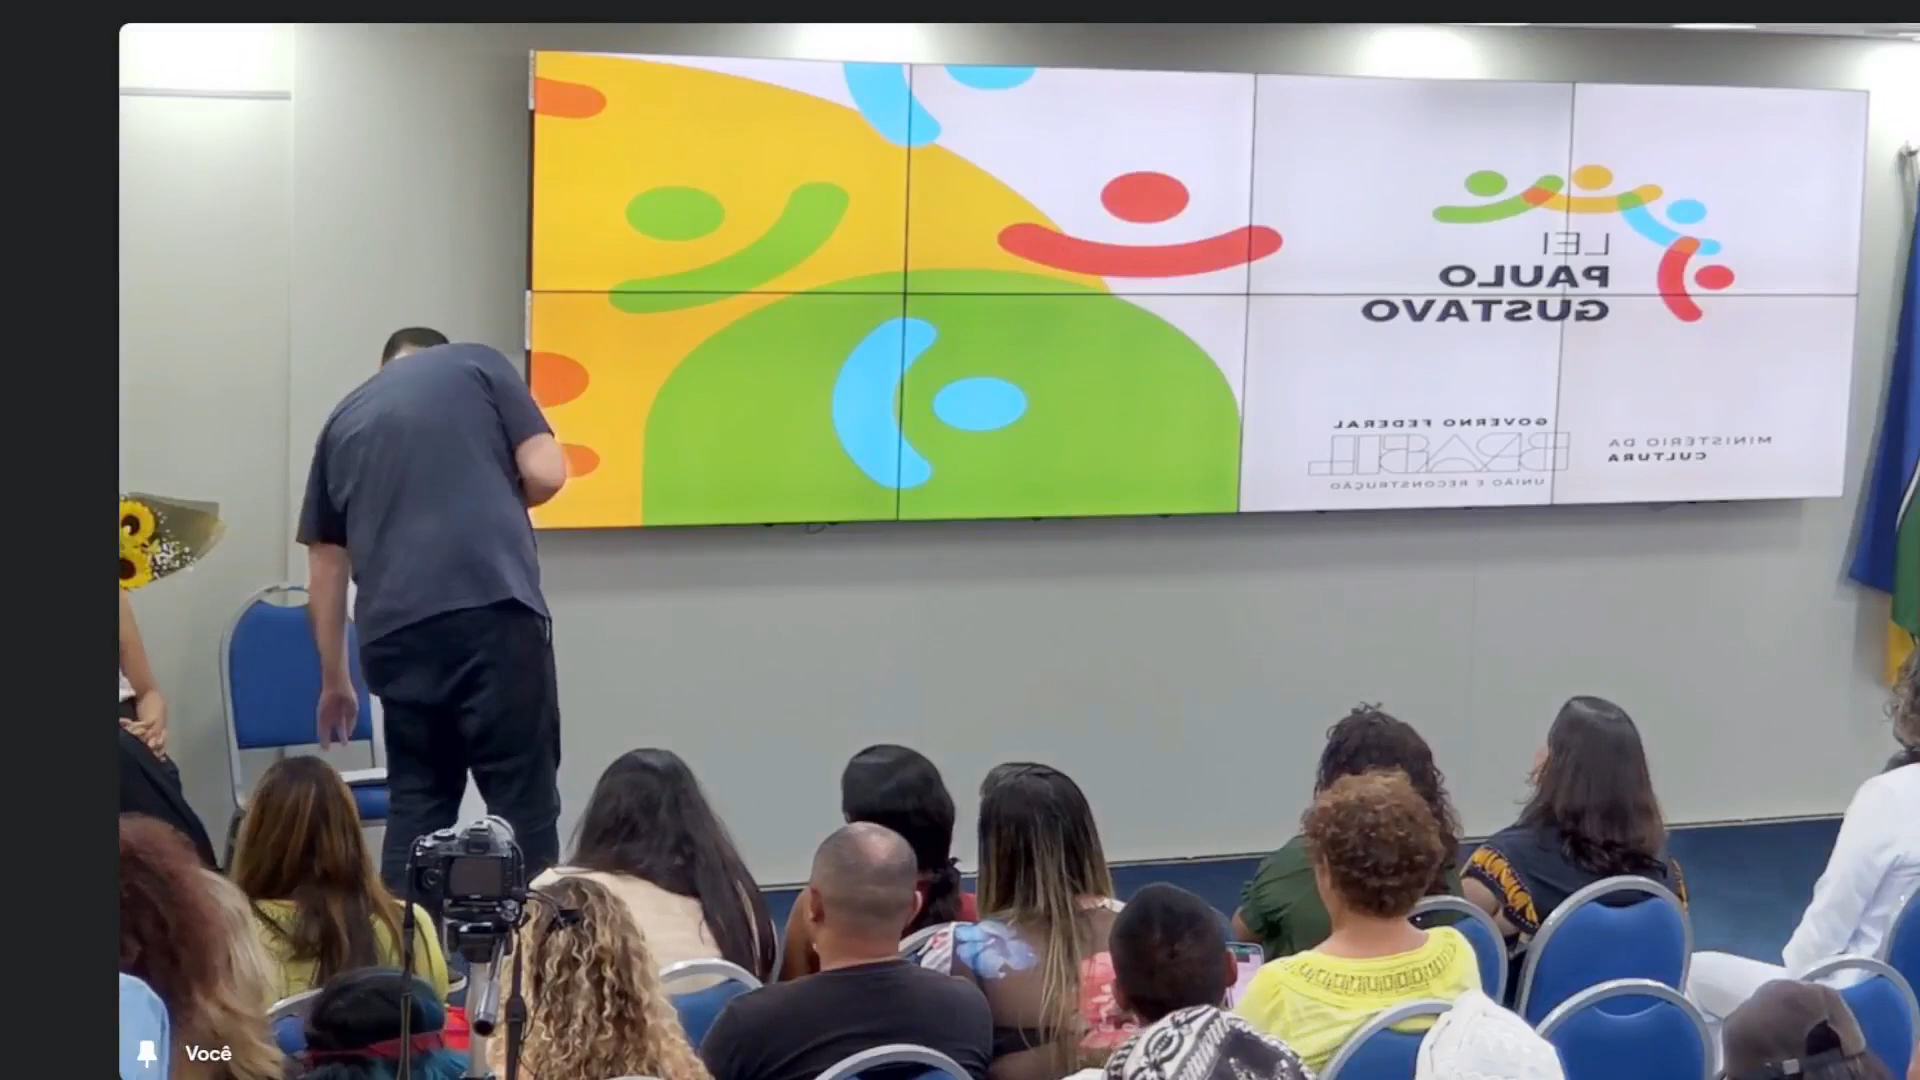 LEI
PAULO
GUSTAVO
GOVERNO FEDERAL
BRASIL
UNIÃO E RECONSTRUÇÃO
MINISTÉRIO DA
CULTURA
Você